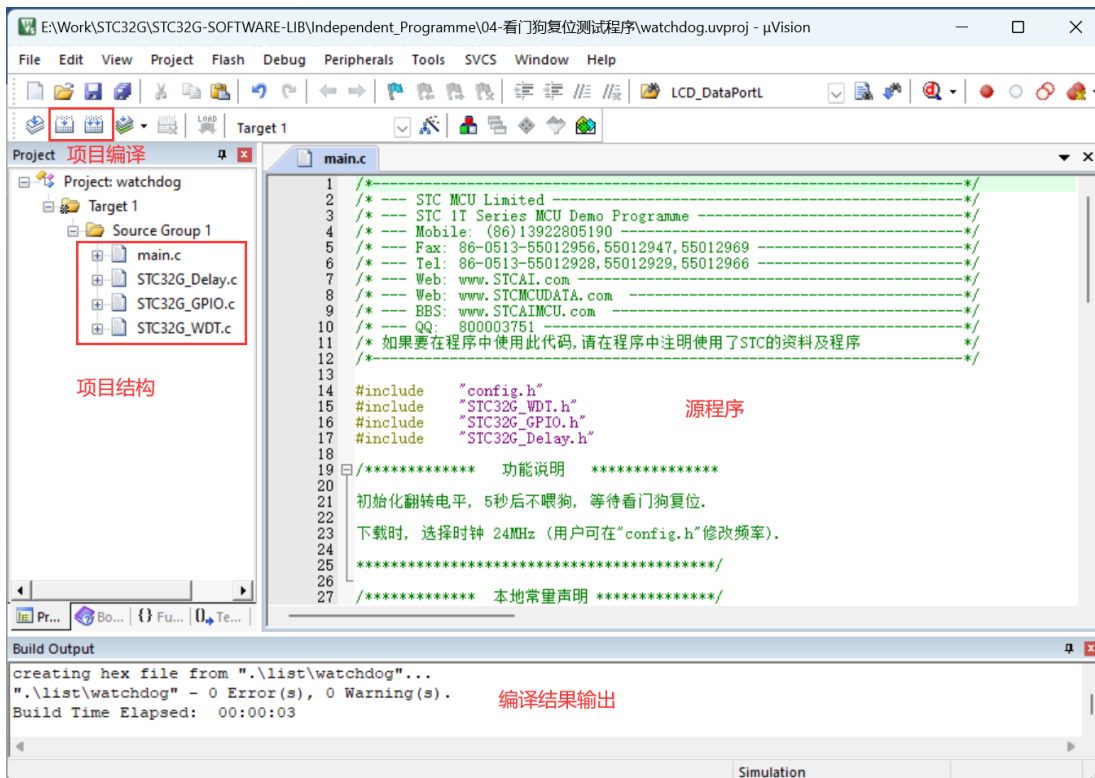 E:\Work\STC32G\STC32G-SOFTWARE-LIB\Independent_Programme\04-看门狗复位测试程序\watchdog.uvproj - µVision
File Edit View Project Flash Debug Peripherals Tools SVCS Window Help
LCD_DataPortL
LOAD Target 1
Project 项目编译
main.c
Project: watchdog
Target 1
Source Group 1
main.c
STC32G_Delay.c
STC32G_GPIO.c
STC32G_WDT.c
项目结构
1 /*---------------------------------------------------------------------*/
2 /* --- STC MCU Limited ------------------------------------------------*/
3 /* --- STC 1T Series MCU Demo Programme -------------------------------*/
4 /* --- Mobile: (86)13922805190 ----------------------------------------*/
5 /* --- Fax: 86-0513-55012956,55012947,55012969 ------------------------*/
6 /* --- Tel: 86-0513-55012928,55012929,55012966 ------------------------*/
7 /* --- Web: www.STCAI.com ---------------------------------------------*/
8 /* --- Web: www.STCMCUDATA.com ---------------------------------------*/
9 /* --- BBS: www.STCAIMCU.com -----------------------------------------*/
10 /* --- QQ: 800003751 -------------------------------------------------*/
11 /* 如果要在程序中使用此代码,请在程序中注明使用了STC的资料及程序 */
12 /*---------------------------------------------------------------------*/
13
14 #include "config.h"
15 #include "STC32G_WDT.h"
16 #include "STC32G_GPIO.h"
17 #include "STC32G_Delay.h"
源程序
18
19 /************* 功能说明 ***************
20
21 初始化翻转电平, 5秒后不喂狗, 等待看门狗复位.
22
23 下载时, 选择时钟 24MHz (用户可在"config.h"修改频率).
24
25 ******************************************/
26
27 /************* 本地常量声明 **************/
Pr... Bo... {} Fu... Te...
Build Output
creating hex file from ".\list\watchdog"...
".\list\watchdog" - 0 Error(s), 0 Warning(s).
Build Time Elapsed: 00:00:03
编译结果输出
Simulation